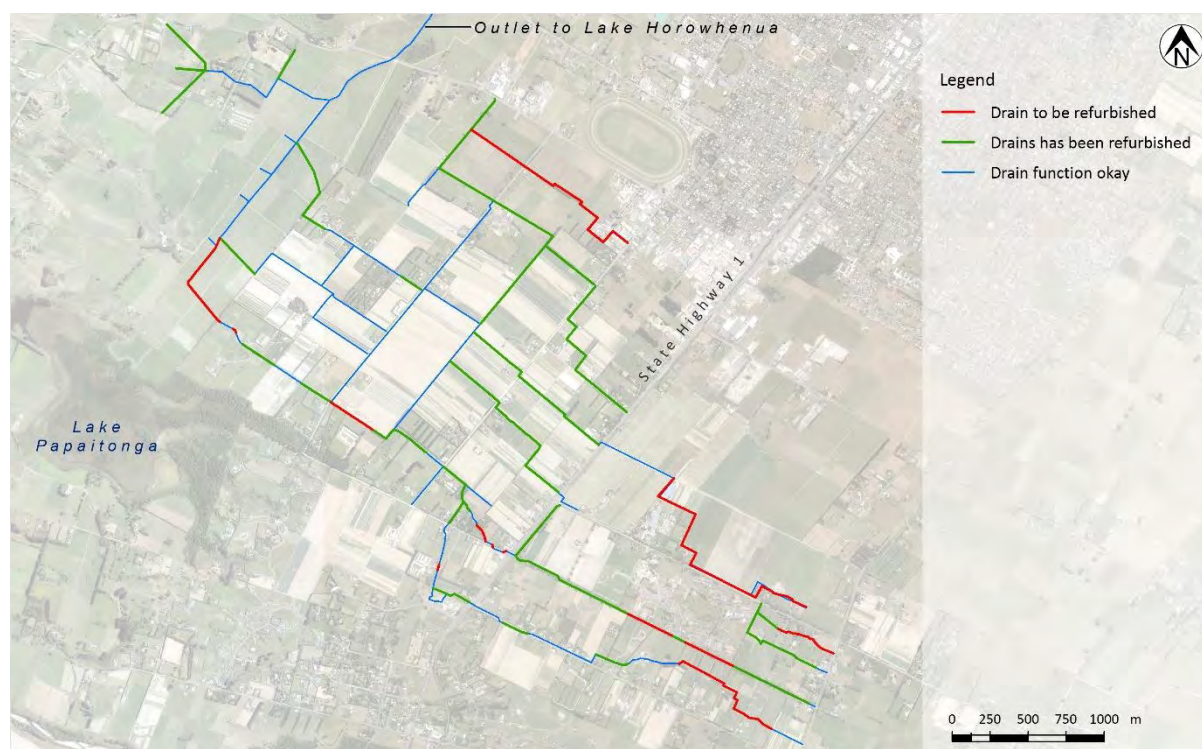 Outlet to Lake Horowhenua
N
Legend
Drain to be refurbished
Drains has been refurbished
Drain function okay
State Highway 1
Lake
Papaitonga
0 250 500 750 1000 m